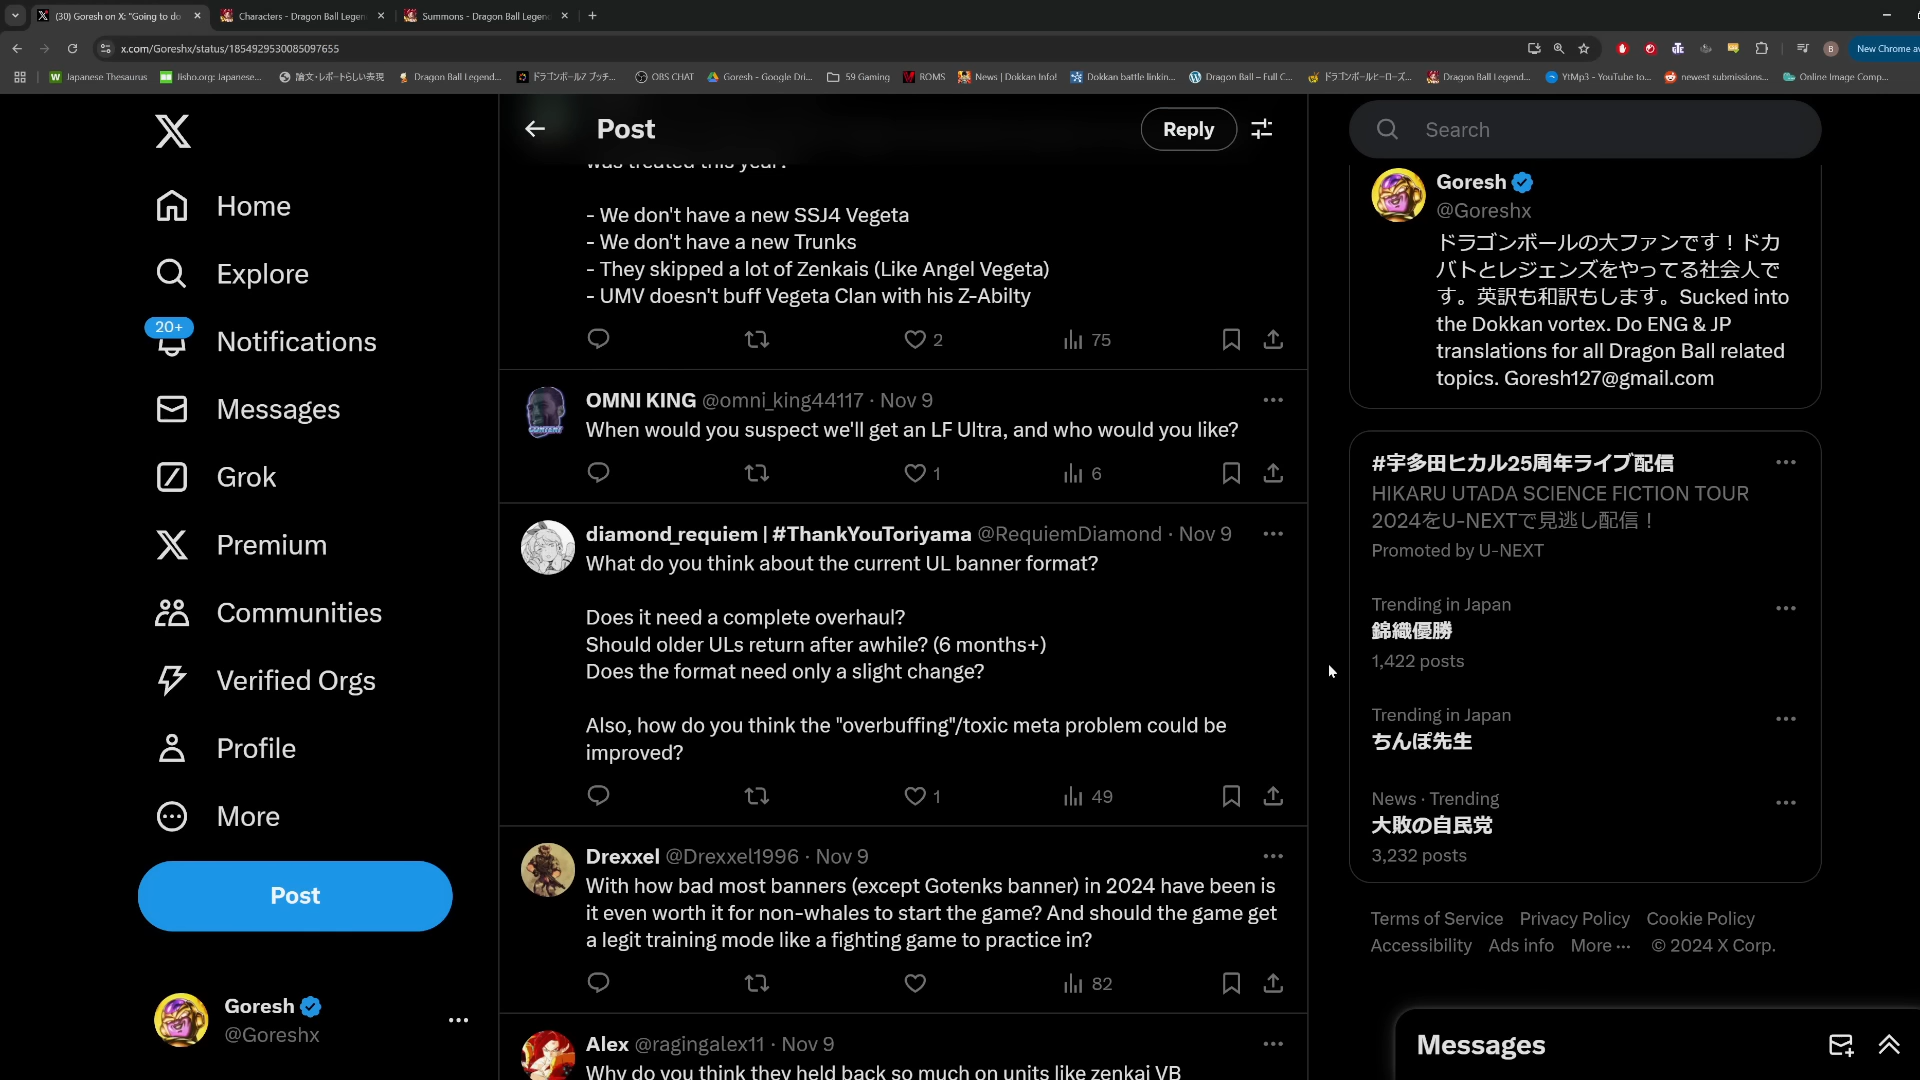 (30) Goresh on X: "Going to do
Characters - Dragon Ball Legen
Summons - Dragon Ball Legen
x.com/Goreshx/status/1854929530085097655
New Chrome av
Japanese Thesaurus
Jisho.org: Japanese...
論文・レポートらしい表現
Dragon Ball Legend...
ドラゴンボールZ ブッチ...
OBS CHAT
Goresh - Google Dri...
59 Gaming
ROMS
News | Dokkan Info!
Dokkan battle linkin...
Dragon Ball – Full C...
ドラゴンボールヒーローズ...
Dragon Ball Legend...
YtMp3 - YouTube to...
newest submissions...
Online Image Comp...
Home
Explore
20+
Notifications
Messages
Grok
Premium
Communities
Verified Orgs
Profile
More
Post
Goresh
@Goreshx
Post
Reply
was treated this year?
- We don't have a new SSJ4 Vegeta
- We don't have a new Trunks
- They skipped a lot of Zenkais (Like Angel Vegeta)
- UMV doesn't buff Vegeta Clan with his Z-Abilty
2
75
OMNI KING @omni_king44117 · Nov 9
When would you suspect we'll get an LF Ultra, and who would you like?
1
6
diamond_requiem | #ThankYouToriyama @RequiemDiamond · Nov 9
What do you think about the current UL banner format?
Does it need a complete overhaul?
Should older ULs return after awhile? (6 months+)
Does the format need only a slight change?
Also, how do you think the "overbuffing"/toxic meta problem could be
improved?
1
49
Drexxel @Drexxel1996 · Nov 9
With how bad most banners (except Gotenks banner) in 2024 have been is
it even worth it for non-whales to start the game? And should the game get
a legit training mode like a fighting game to practice in?
82
Alex @ragingalex11 · Nov 9
Why do you think they held back so much on units like zenkai VB
Search
Goresh
@Goreshx
ドラゴンボールの大ファンです！ドカ
バトとレジェンズをやってる社会人で
す。英訳も和訳もします。Sucked into
the Dokkan vortex. Do ENG & JP
translations for all Dragon Ball related
topics. Goresh127@gmail.com
#宇多田ヒカル25周年ライブ配信
HIKARU UTADA SCIENCE FICTION TOUR
2024をU-NEXTで見逃し配信！
Promoted by U-NEXT
Trending in Japan
錦織優勝
1,422 posts
Trending in Japan
ちんぽ先生
News · Trending
大敗の自民党
3,232 posts
Terms of Service Privacy Policy Cookie Policy
Accessibility Ads info More ··· © 2024 X Corp.
Messages